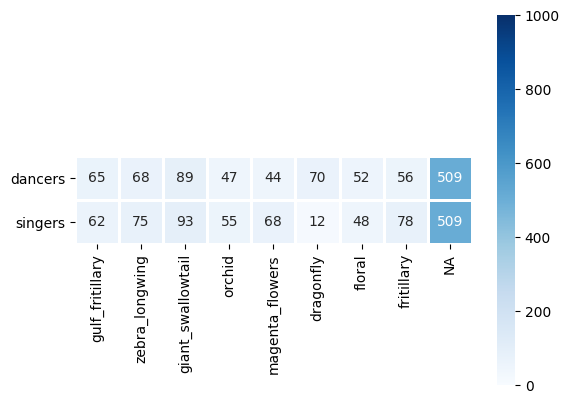 1000
800
600
400
200
0
dancers 65 68 89 47 44 70 52 56 509
singers 62 75 93 55 68 12 48 78 509
gulf_fritillary
zebra_longwing
giant_swallowtail
orchid
magenta_flowers
dragonfly
floral
fritillary
NA